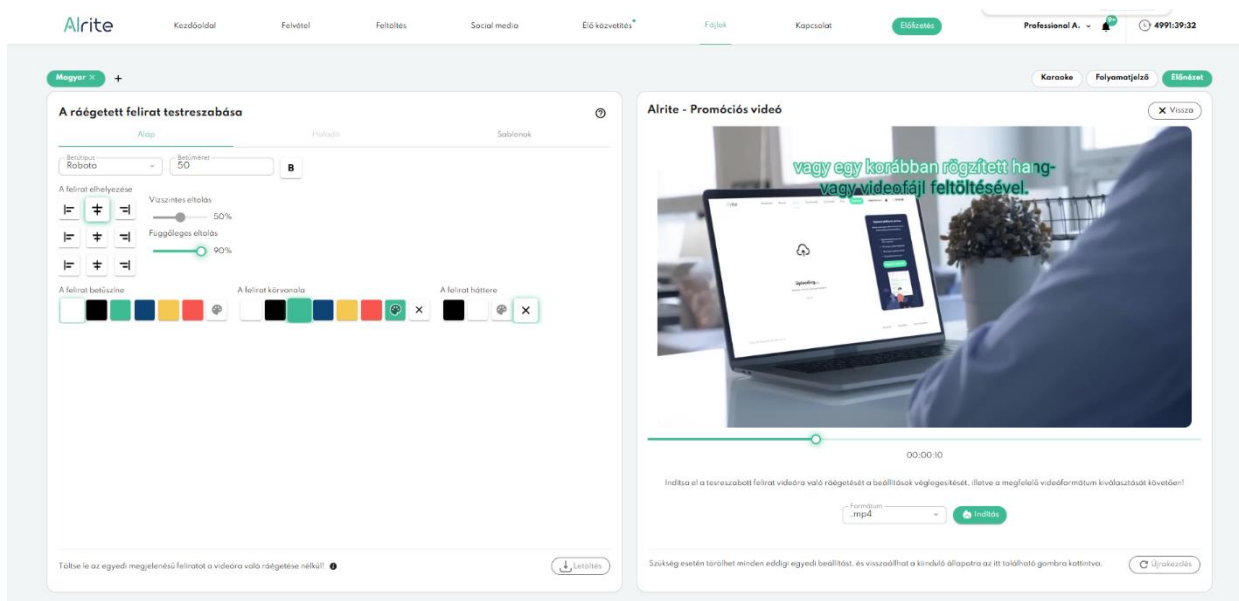 Alrite
Kezdőoldal
Felvétel
Feltöltés
Social media
Élő közvetítés
Fájlok
Kapcsolat
Előfizetés
Professional A.
9+
4991:39:32
Magyar ×
+
Karaoke
Folyamatjelző
Előnézet
A ráégetett felirat testreszabása
Alap
Haladó
Sablonok
Betűtípus
Roboto
Betűméret
50
B
A felirat elhelyezése
Vízszintes eltolás
50%
Függőleges eltolás
90%
A felirat betűszíne
A felirat körvonala
A felirat háttere
Töltse le az egyedi megjelenésű feliratot a videóra való ráégetése nélkül!
Letöltés
Alrite - Promóciós videó
× Vissza
vagy egy korábban rögzített hang-
vagy videofájl feltöltésével.
Alrite
Uploading...
00:00:10
Indítsa el a tesreszabott felirat videóra való ráégetését a beállítások véglegesítését, illetve a megfelelő videóformátum kiválasztását követően!
Formátum
.mp4
Indítás
Szükség esetén törölhet minden eddigi egyedi beállítást, és visszaállhat a kiinduló állapotra az itt található gombra kattintva.
Újrakezdés